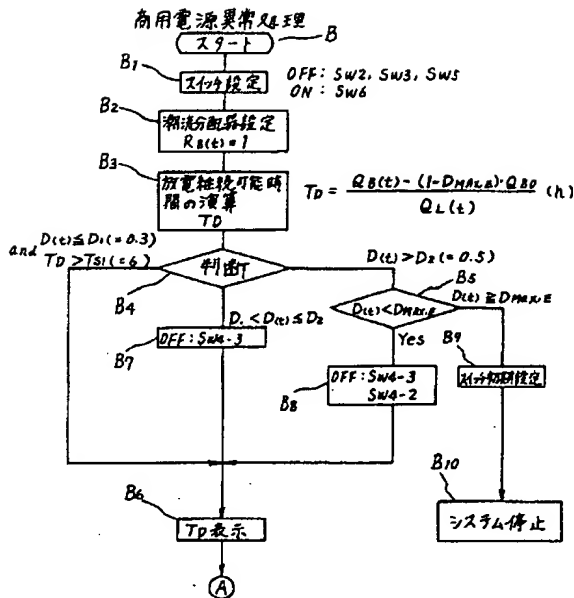 商用電源異常処理
スタート
B
B1
スイッチ設定
OFF: SW2, SW3, SW5
ON: SW6
B2
潮流分配器設定
RB(t)=1
B3
放電継続可能時
間の演算
TD
TD = QB(t)-(1-DMAX.E)·QBO / QL(t) (h)
D(t)≦D1(=0.3)
and TD>TS1(=6)
判断
B4
D(t)>D2(=0.5)
B5
D(t)<DMAX.E
D(t)≧DMAX.E
D1<D(t)≦D2
B7
OFF: SW4-3
Yes
B8
OFF: SW4-3
SW4-2
B9
スイッチ初期設定
B10
システム停止
B6
TD表示
A